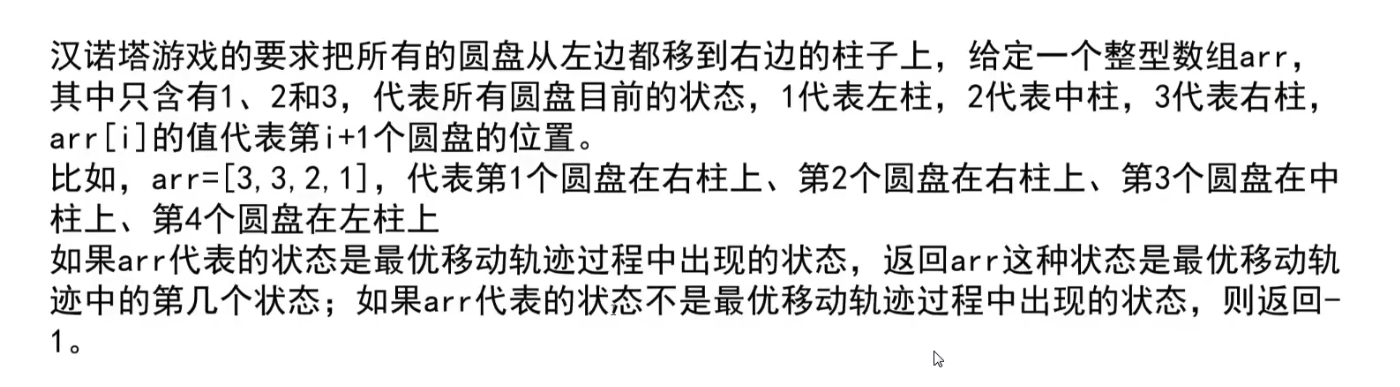 汉诺塔游戏的要求把所有的圆盘从左边都移到右边的柱子上，给定一个整型数组arr，
其中只含有1、2和3，代表所有圆盘目前的状态，1代表左柱，2代表中柱，3代表右柱，
arr[i]的值代表第i+1个圆盘的位置。
比如，arr=[3,3,2,1]，代表第1个圆盘在右柱上、第2个圆盘在右柱上、第3个圆盘在中
柱上、第4个圆盘在左柱上
如果arr代表的状态是最优移动轨迹过程中出现的状态，返回arr这种状态是最优移动轨
迹中的第几个状态；如果arr代表的状态不是最优移动轨迹过程中出现的状态，则返回-
1。